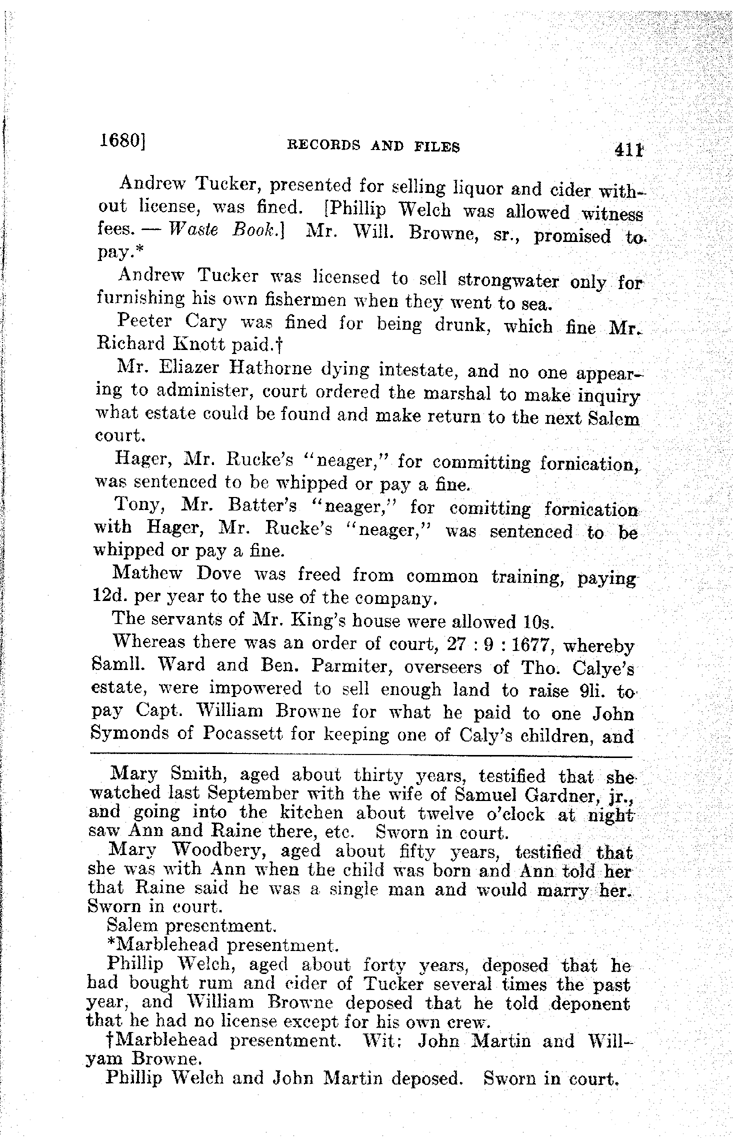 1680] RECORDS AND FILES 411
Andrew Tucker, presented for selling liquor and cider with-
out license, was fined. [Phillip Welch was allowed witness
fees. — Waste Book.] Mr. Will. Browne, sr., promised to
pay.*
Andrew Tucker was licensed to sell strongwater only for
furnishing his own fishermen when they went to sea.
Peeter Cary was fined for being drunk, which fine Mr.
Richard Knott paid.†
Mr. Eliazer Hathorne dying intestate, and no one appear-
ing to administer, court ordered the marshal to make inquiry
what estate could be found and make return to the next Salem
court.
Hager, Mr. Rucke's "neager," for committing fornication,
was sentenced to be whipped or pay a fine.
Tony, Mr. Batter's "neager," for comitting fornication
with Hager, Mr. Rucke's "neager," was sentenced to be
whipped or pay a fine.
Mathew Dove was freed from common training, paying
12d. per year to the use of the company.
The servants of Mr. King's house were allowed 10s.
Whereas there was an order of court, 27 : 9 : 1677, whereby
Samll. Ward and Ben. Parmiter, overseers of Tho. Calye's
estate, were impowered to sell enough land to raise 9li. to
pay Capt. William Browne for what he paid to one John
Symonds of Pocassett for keeping one of Caly's children, and
Mary Smith, aged about thirty years, testified that she
watched last September with the wife of Samuel Gardner, jr.,
and going into the kitchen about twelve o'clock at night
saw Ann and Raine there, etc. Sworn in court.
Mary Woodbery, aged about fifty years, testified that
she was with Ann when the child was born and Ann told her
that Raine said he was a single man and would marry her.
Sworn in court.
Salem presentment.
*Marblehead presentment.
Phillip Welch, aged about forty years, deposed that he
had bought rum and cider of Tucker several times the past
year, and William Browne deposed that he told deponent
that he had no license except for his own crew.
†Marblehead presentment. Wit: John Martin and Will-
yam Browne.
Phillip Welch and John Martin deposed. Sworn in court.